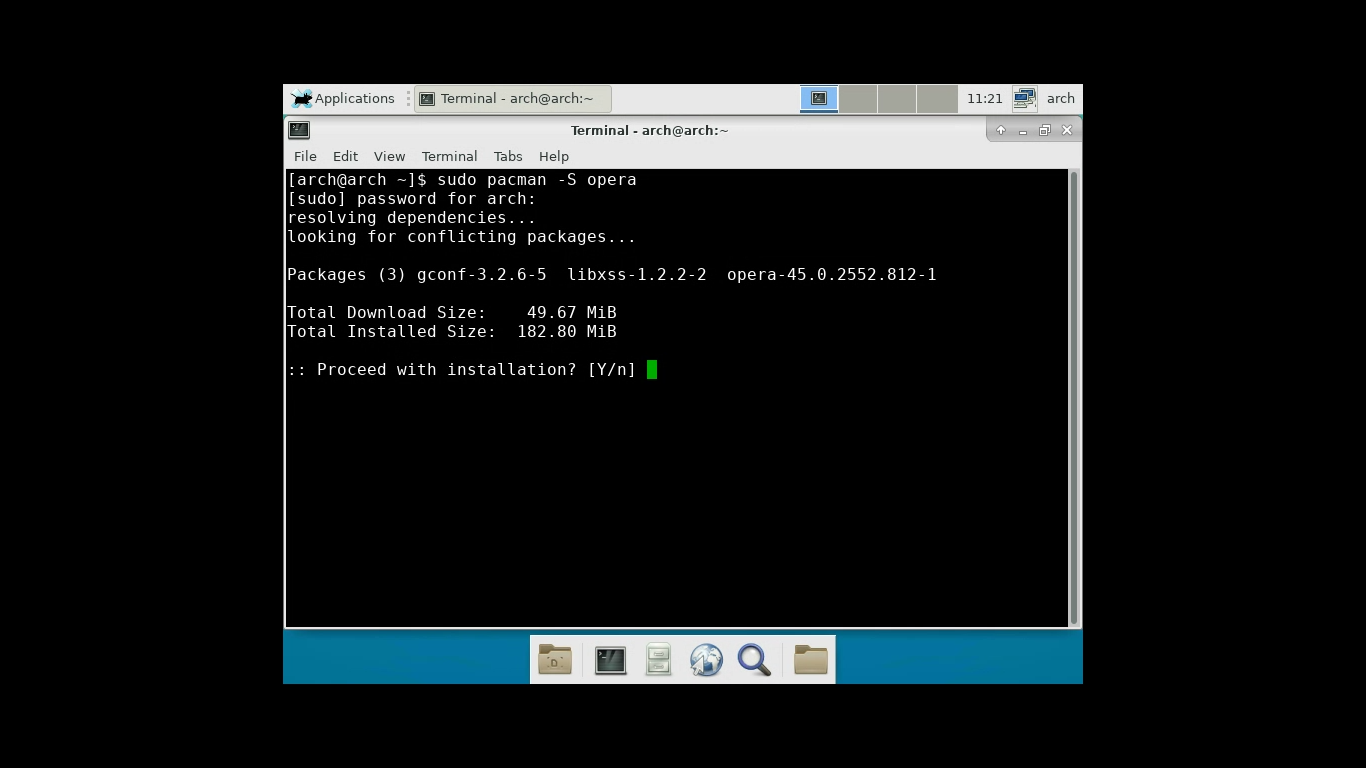 Applications
Terminal - arch@arch:~
11:21
arch
Terminal - arch@arch:~
File Edit View Terminal Tabs Help
[arch@arch ~]$ sudo pacman -S opera
[sudo] password for arch:
resolving dependencies...
looking for conflicting packages...
Packages (3) gconf-3.2.6-5  libxss-1.2.2-2  opera-45.0.2552.812-1
Total Download Size:    49.67 MiB
Total Installed Size:  182.80 MiB
:: Proceed with installation? [Y/n]